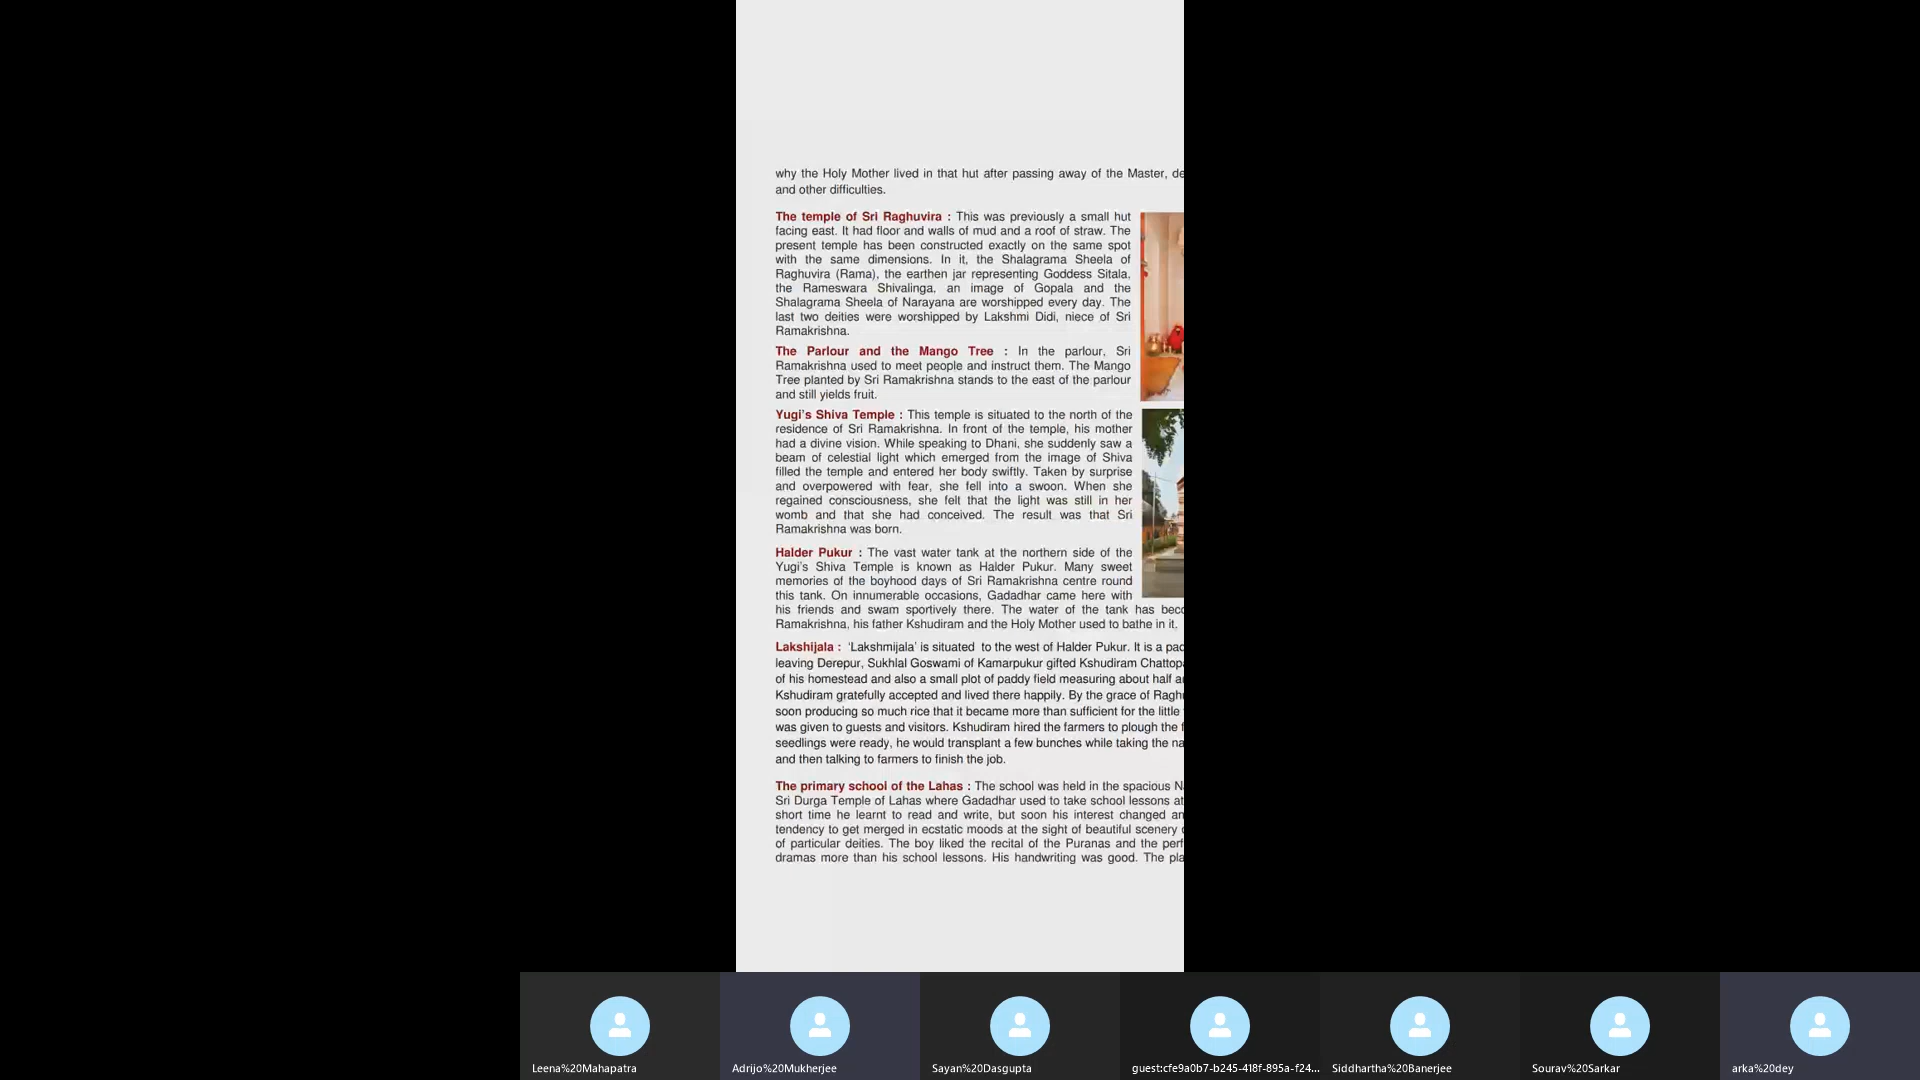 why the Holy Mother lived in that hut after passing away of the Master, de
and other difficulties.
The temple of Sri Raghuvira : This was previously a small hut
facing east. It had floor and walls of mud and a roof of straw. The
present temple has been constructed exactly on the same spot
with the same dimensions. In it, the Shalagrama Sheela of
Raghuvira (Rama), the earthen jar representing Goddess Sitala,
the Rameswara Shivalinga, an image of Gopala and the
Shalagrama Sheela of Narayana are worshipped every day. The
last two deities were worshipped by Lakshmi Didi, niece of Sri
Ramakrishna.
The Parlour and the Mango Tree : In the parlour, Sri
Ramakrishna used to meet people and instruct them. The Mango
Tree planted by Sri Ramakrishna stands to the east of the parlour
and still yields fruit.
Yugi's Shiva Temple : This temple is situated to the north of the
residence of Sri Ramakrishna. In front of the temple, his mother
had a divine vision. While speaking to Dhani, she suddenly saw a
beam of celestial light which emerged from the image of Shiva
filled the temple and entered her body swiftly. Taken by surprise
and overpowered with fear, she fell into a swoon. When she
regained consciousness, she felt that the light was still in her
womb and that she had conceived. The result was that Sri
Ramakrishna was born.
Halder Pukur : The vast water tank at the northern side of the
Yugi's Shiva Temple is known as Halder Pukur. Many sweet
memories of the boyhood days of Sri Ramakrishna centre round
this tank. On innumerable occasions, Gadadhar came here with
his friends and swam sportively there. The water of the tank has beco
Ramakrishna, his father Kshudiram and the Holy Mother used to bathe in it.
Lakshijala : 'Lakshmijala' is situated to the west of Halder Pukur. It is a pad
leaving Derepur, Sukhlal Goswami of Kamarpukur gifted Kshudiram Chattopa
of his homestead and also a small plot of paddy field measuring about half a
Kshudiram gratefully accepted and lived there happily. By the grace of Ragh
soon producing so much rice that it became more than sufficient for the little
was given to guests and visitors. Kshudiram hired the farmers to plough the f
seedlings were ready, he would transplant a few bunches while taking the na
and then talking to farmers to finish the job.
The primary school of the Lahas : The school was held in the spacious N
Sri Durga Temple of Lahas where Gadadhar used to take school lessons at
short time he learnt to read and write, but soon his interest changed an
tendency to get merged in ecstatic moods at the sight of beautiful scenery
of particular deities. The boy liked the recital of the Puranas and the perf
dramas more than his school lessons. His handwriting was good. The pla
Leena%20Mahapatra
Adrijo%20Mukherjee
Sayan%20Dasgupta
guest:cfe9a0b7-b245-418f-895a-f24...
Siddhartha%20Banerjee
Sourav%20Sarkar
arka%20dey